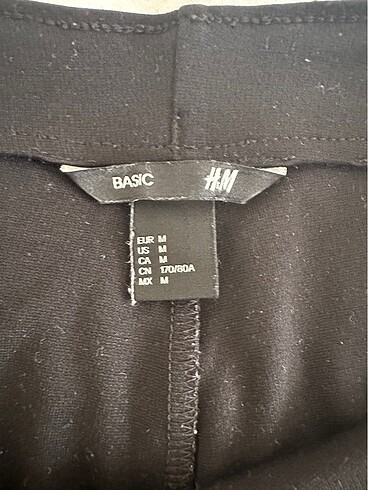 BASIC H&M
EUR M
US M
CA M
CN 170/80A
MX M